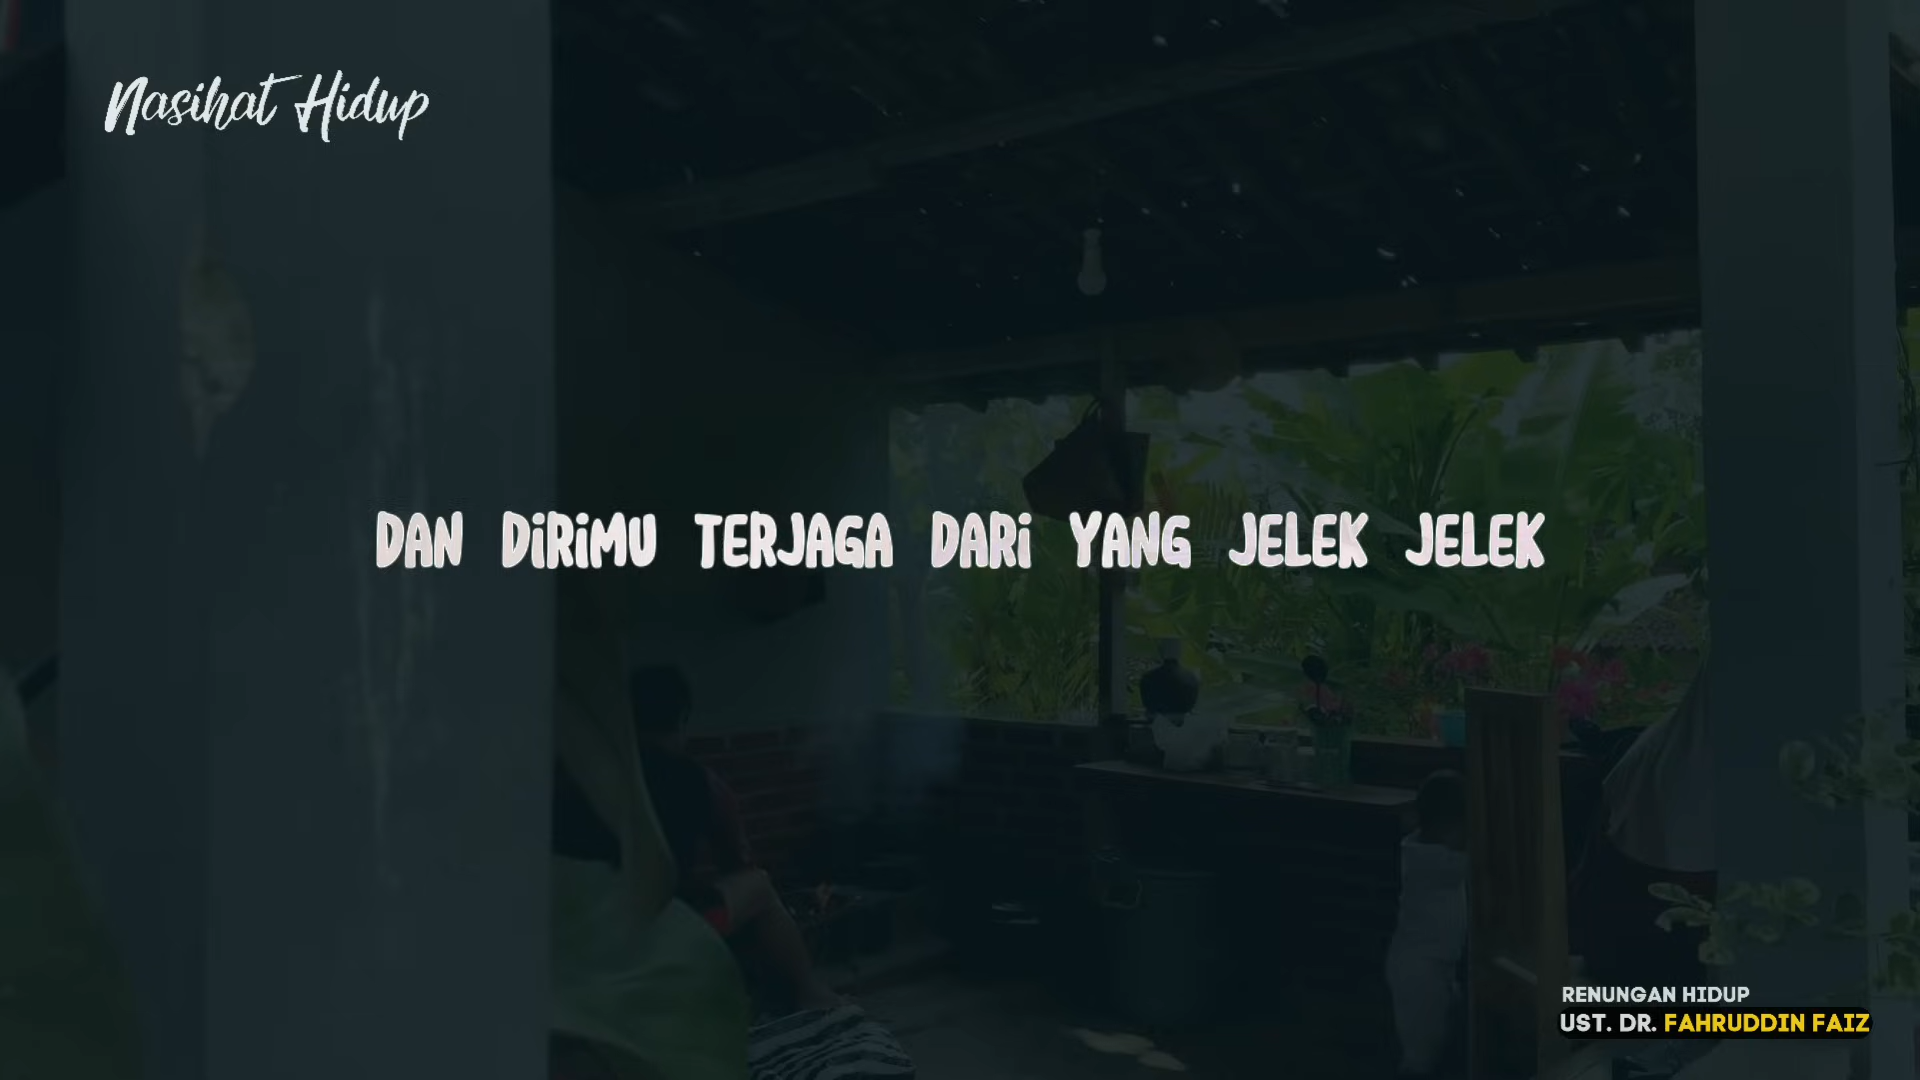 Nasihat Hidup
DAN DiRiMU TERJAGA DARi YANG JELEK JELEK
RENUNGAN HIDUP
UST. DR. FAHRUDDIN FAIZ